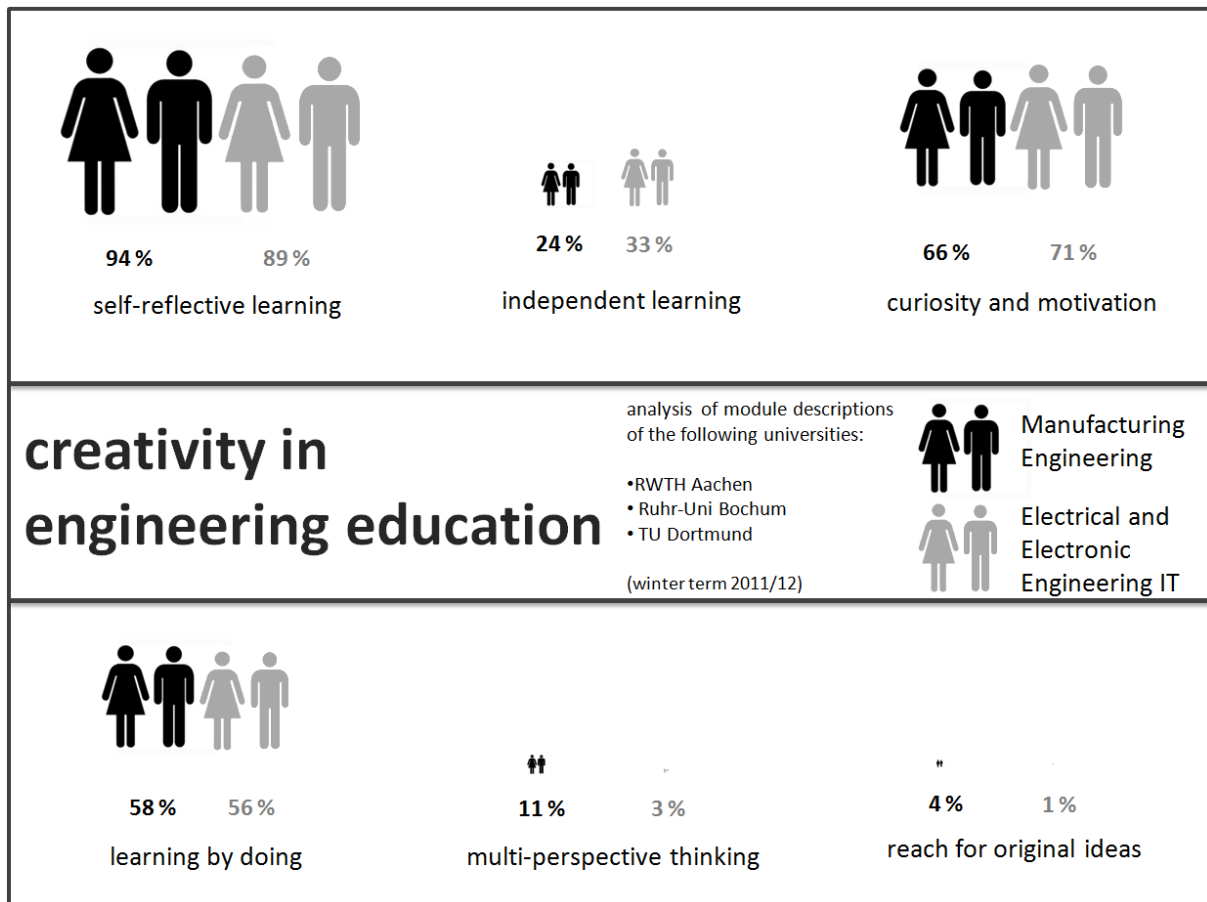 94 %
89 %
self-reflective learning
24 %
33 %
independent learning
66 %
71 %
curiosity and motivation
creativity in
engineering education
analysis of module descriptions
of the following universities:
•RWTH Aachen
• Ruhr-Uni Bochum
• TU Dortmund
(winter term 2011/12)
Manufacturing
Engineering
Electrical and
Electronic
Engineering IT
58 %
56 %
learning by doing
11 %
3 %
multi-perspective thinking
4 %
1 %
reach for original ideas